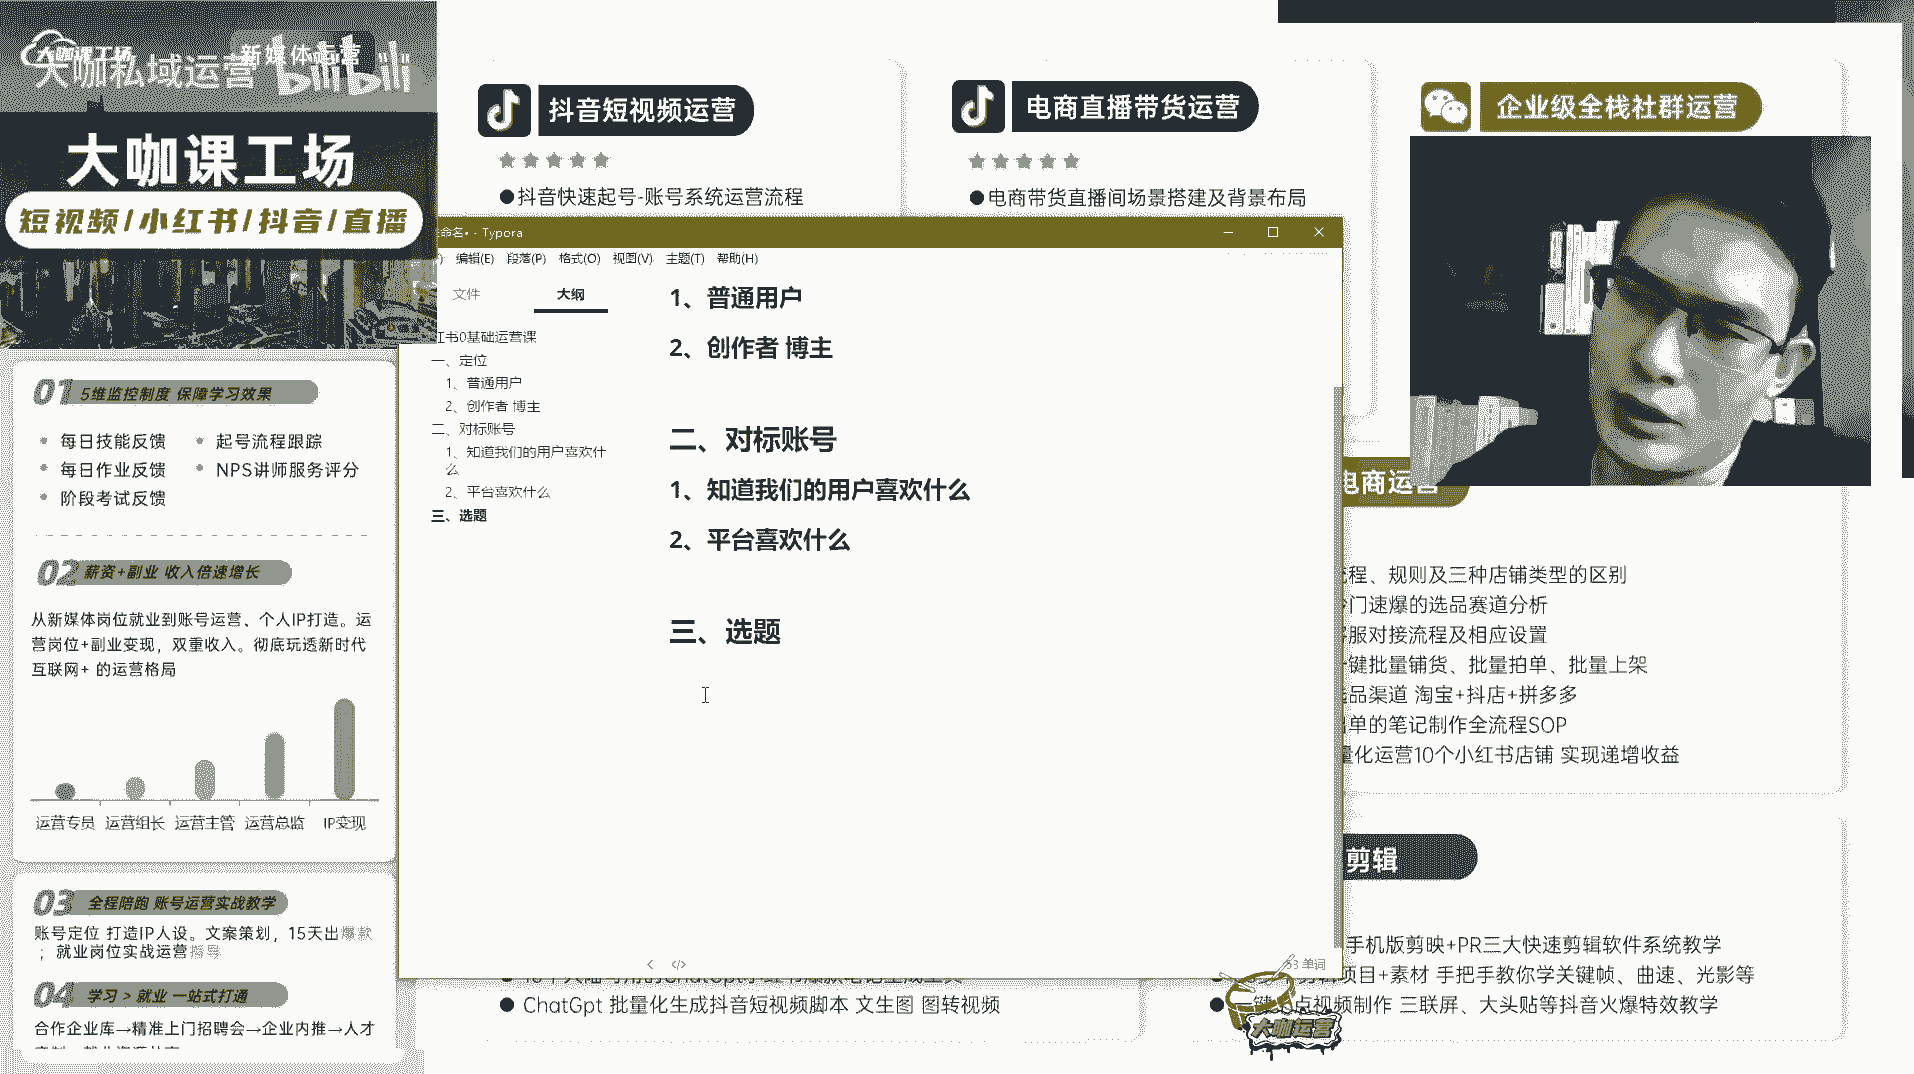 大咖课工场
新媒体运营
大咖私域运营
bilibili
大咖课工场
短视频/小红书/抖音/直播
01 5维监控制度 保障学习效果
每日技能反馈
起号流程跟踪
每日作业反馈
NPS讲师服务评分
阶段考试反馈
02 薪资+副业 收入倍速增长
从新媒体岗位就业到账号运营、个人IP打造。运
营岗位+副业变现，双重收入。彻底玩透新时代
互联网+ 的运营格局
运营专员 运营组长 运营主管 运营总监 IP变现
03 全程陪跑 账号运营实战教学
账号定位 打造IP人设。文案策划，15天出爆款
；就业岗位实战运营指导
04 学习 > 就业 一站式打通
合作企业库→精准上门招聘会→企业内推→人才
抖音短视频运营
●抖音快速起号-账号系统运营流程
电商直播带货运营
●电商带货直播间场景搭建及背景布局
企业级全栈社群运营
命名• - Typora
编辑(E) 段落(P) 格式(O) 视图(V) 主题(T) 帮助(H)
文件
大纲
书0基础运营课
一、定位
1、普通用户
2、创作者 博主
二、对标账号
1、知道我们的用户喜欢什
么
2、平台喜欢什么
三、选题
1、普通用户
2、创作者 博主
二、对标账号
1、知道我们的用户喜欢什么
2、平台喜欢什么
三、选题
</> 
单词
电商运营
程、规则及三种店铺类型的区别
门速爆的选品赛道分析
服对接流程及相应设置
键批量铺货、批量拍单、批量上架
品渠道 淘宝+抖店+拼多多
单的笔记制作全流程SOP
量化运营10个小红书店铺 实现递增收益
剪辑
手机版剪映+PR三大快速剪辑软件系统教学
项目+素材 手把手教你学关键帧、曲速、光影等
点视频制作 三联屏、大头贴等抖音火爆特效教学
● ChatGpt 批量化生成抖音短视频脚本 文生图 图转视频
大咖运营